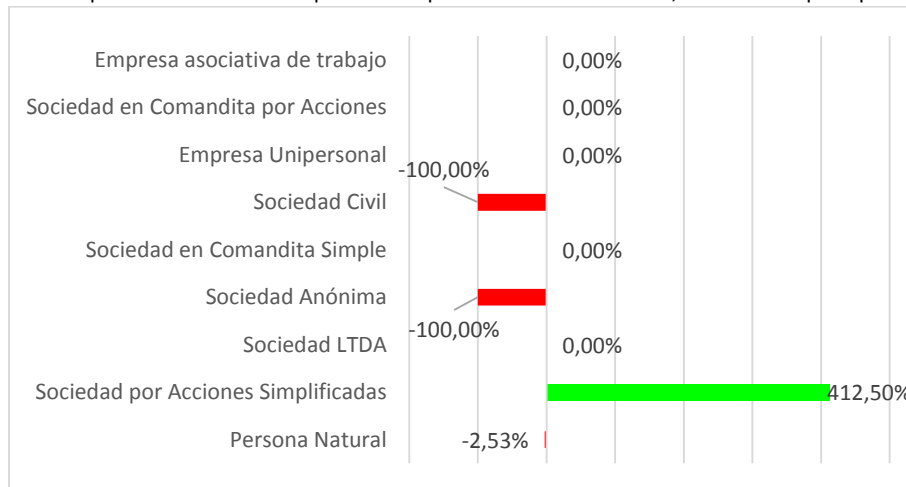 Empresa asociativa de trabajo 0,00%
Sociedad en Comandita por Acciones 0,00%
Empresa Unipersonal 0,00%
-100,00%
Sociedad Civil
Sociedad en Comandita Simple 0,00%
Sociedad Anónima
-100,00%
Sociedad LTDA 0,00%
Sociedad por Acciones Simplificadas 412,50%
Persona Natural -2,53%